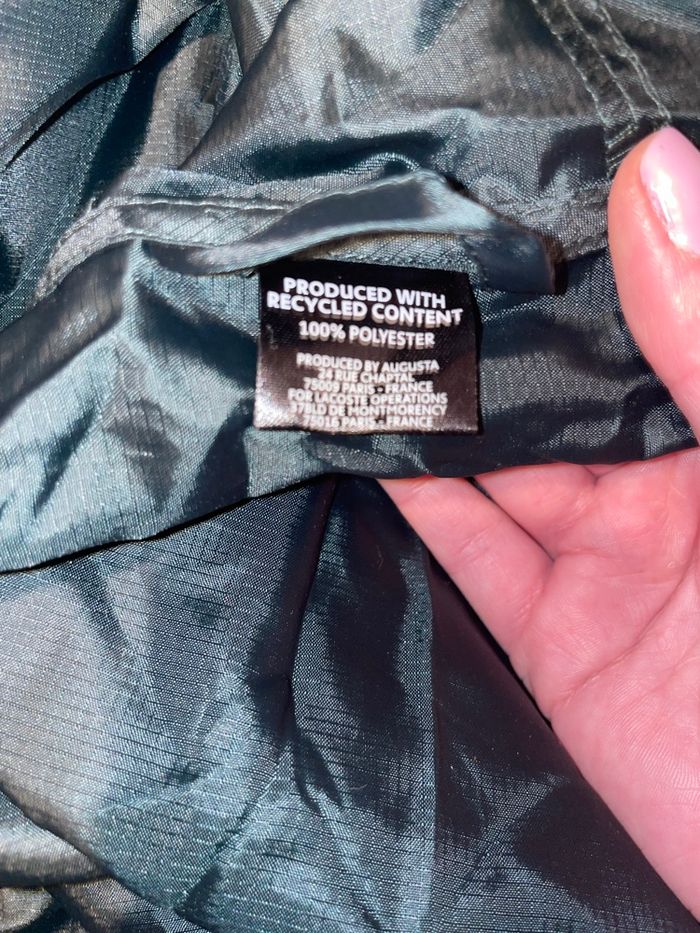 PRODUCED WITH
RECYCLED CONTENT
100% POLYESTER
PRODUCED BY AUGUSTA
24 RUE CHAPTAL
75009 PARIS - FRANCE
FOR LACOSTE OPERATIONS
37BLD DE MONTMORENCY
75016 PARIS - FRANCE